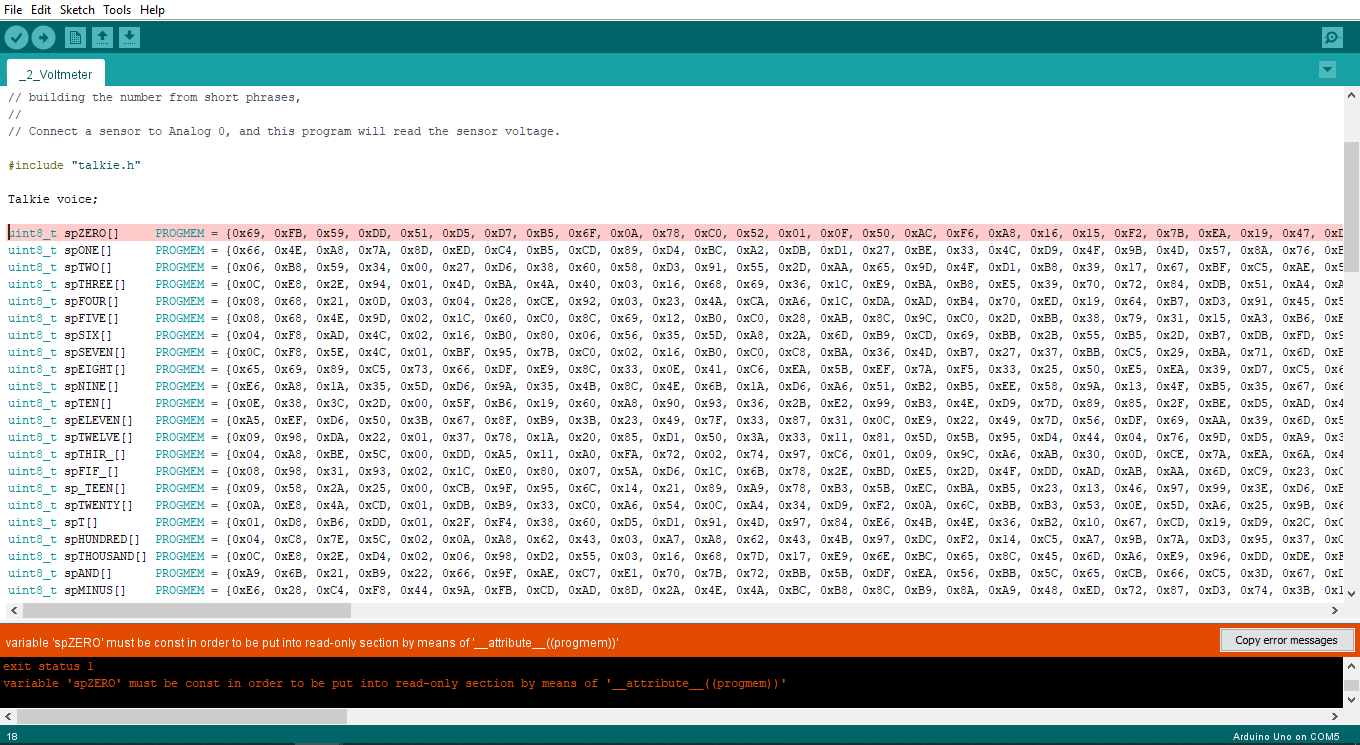 File Edit Sketch Tools Help
_2_Voltmeter
// building the number from short phrases,
//
// Connect a sensor to Analog 0, and this program will read the sensor voltage.
#include "talkie.h"
Talkie voice;
uint8_t spZERO[] PROGMEM = {0x69, 0xFB, 0x59, 0xDD, 0x51, 0xD5, 0xD7, 0xB5, 0x6F, 0x0A, 0x78, 0xC0, 0x52, 0x01, 0x0F, 0x50, 0xAC, 0xF6, 0xA8, 0x16, 0x15, 0xF2, 0x7B, 0xEA, 0x19, 0x47, 0xD
uint8_t spONE[] PROGMEM = {0x66, 0x4E, 0xA8, 0x7A, 0x8D, 0xED, 0xC4, 0xB5, 0xCD, 0x89, 0xD4, 0xBC, 0xA2, 0xDB, 0xD1, 0x27, 0xBE, 0x33, 0x4C, 0xD9, 0x4F, 0x9B, 0x4D, 0x57, 0x8A, 0x76, 0xB
uint8_t spTWO[] PROGMEM = {0x06, 0xB8, 0x59, 0x34, 0x00, 0x27, 0xD6, 0x38, 0x60, 0x58, 0xD3, 0x91, 0x55, 0x2D, 0xAA, 0x65, 0x9D, 0x4F, 0xD1, 0xB8, 0x39, 0x17, 0x67, 0xBF, 0xC5, 0xAE, 0x5
uint8_t spTHREE[] PROGMEM = {0x0C, 0xE8, 0x2E, 0x94, 0x01, 0x4D, 0xBA, 0x4A, 0x40, 0x03, 0x16, 0x68, 0x69, 0x36, 0x1C, 0xE9, 0xBA, 0xB8, 0xE5, 0x39, 0x70, 0x72, 0x84, 0xDB, 0x51, 0xA4, 0xA
uint8_t spFOUR[] PROGMEM = {0x08, 0x68, 0x21, 0x0D, 0x03, 0x04, 0x28, 0xCE, 0x92, 0x03, 0x23, 0x4A, 0xCA, 0xA6, 0x1C, 0xDA, 0xAD, 0xB4, 0x70, 0xED, 0x19, 0x64, 0xB7, 0xD3, 0x91, 0x45, 0x5
uint8_t spFIVE[] PROGMEM = {0x08, 0x68, 0x4E, 0x9D, 0x02, 0x1C, 0x60, 0xC0, 0x8C, 0x69, 0x12, 0xB0, 0xC0, 0x28, 0xAB, 0x8C, 0x9C, 0xC0, 0x2D, 0xBB, 0x38, 0x79, 0x31, 0x15, 0xA3, 0xB6, 0xE
uint8_t spSIX[] PROGMEM = {0x04, 0xF8, 0xAD, 0x4C, 0x02, 0x16, 0xB0, 0x80, 0x06, 0x56, 0x35, 0x5D, 0xA8, 0x2A, 0x6D, 0xB9, 0xCD, 0x69, 0xBB, 0x2B, 0x55, 0xB5, 0x2D, 0xB7, 0xDB, 0xFD, 0x9
uint8_t spSEVEN[] PROGMEM = {0x0C, 0xF8, 0x5E, 0x4C, 0x01, 0xBF, 0x95, 0x7B, 0xC0, 0x02, 0x16, 0xB0, 0xC0, 0xC8, 0xBA, 0x36, 0x4D, 0xB7, 0x27, 0x37, 0xBB, 0xC5, 0x29, 0xBA, 0x71, 0x6D, 0xB
uint8_t spEIGHT[] PROGMEM = {0x65, 0x69, 0x89, 0xC5, 0x73, 0x66, 0xDF, 0xE9, 0x8C, 0x33, 0x0E, 0x41, 0xC6, 0xEA, 0x5B, 0xEF, 0x7A, 0xF5, 0x33, 0x25, 0x50, 0xE5, 0xEA, 0x39, 0xD7, 0xC5, 0x6
uint8_t spNINE[] PROGMEM = {0xE6, 0xA8, 0x1A, 0x35, 0x5D, 0xD6, 0x9A, 0x35, 0x4B, 0x8C, 0x4E, 0x6B, 0x1A, 0xD6, 0xA6, 0x51, 0xB2, 0xB5, 0xEE, 0x58, 0x9A, 0x13, 0x4F, 0xB5, 0x35, 0x67, 0x6
uint8_t spTEN[] PROGMEM = {0x0E, 0x38, 0x3C, 0x2D, 0x00, 0x5F, 0xB6, 0x19, 0x60, 0xA8, 0x90, 0x93, 0x36, 0x2B, 0xE2, 0x99, 0xB3, 0x4E, 0xD9, 0x7D, 0x89, 0x85, 0x2F, 0xBE, 0xD5, 0xAD, 0x4
uint8_t spELEVEN[] PROGMEM = {0xA5, 0xEF, 0xD6, 0x50, 0x3B, 0x67, 0x8F, 0xB9, 0x3B, 0x23, 0x49, 0x7F, 0x33, 0x87, 0x31, 0x0C, 0xE9, 0x22, 0x49, 0x7D, 0x56, 0xDF, 0x69, 0xAA, 0x39, 0x6D, 0x5
uint8_t spTWELVE[] PROGMEM = {0x09, 0x98, 0xDA, 0x22, 0x01, 0x37, 0x78, 0x1A, 0x20, 0x85, 0xD1, 0x50, 0x3A, 0x33, 0x11, 0x81, 0x5D, 0x5B, 0x95, 0xD4, 0x44, 0x04, 0x76, 0x9D, 0xD5, 0xA9, 0x3
uint8_t spTHIR_[] PROGMEM = {0x04, 0xA8, 0xBE, 0x5C, 0x00, 0xDD, 0xA5, 0x11, 0xA0, 0xFA, 0x72, 0x02, 0x74, 0x97, 0xC6, 0x01, 0x09, 0x9C, 0xA6, 0xAB, 0x30, 0x0D, 0xCE, 0x7A, 0xEA, 0x6A, 0x4
uint8_t spFIF_[] PROGMEM = {0x08, 0x98, 0x31, 0x93, 0x02, 0x1C, 0xE0, 0x80, 0x07, 0x5A, 0xD6, 0x1C, 0x6B, 0x78, 0x2E, 0xBD, 0xE5, 0x2D, 0x4F, 0xDD, 0xAD, 0xAB, 0xAA, 0x6D, 0xC9, 0x23, 0x0
uint8_t sp_TEEN[] PROGMEM = {0x09, 0x58, 0x2A, 0x25, 0x00, 0xCB, 0x9F, 0x95, 0x6C, 0x14, 0x21, 0x89, 0xA9, 0x78, 0xB3, 0x5B, 0xEC, 0xBA, 0xB5, 0x23, 0x13, 0x46, 0x97, 0x99, 0x3E, 0xD6, 0xB
uint8_t spTWENTY[] PROGMEM = {0x0A, 0xE8, 0x4A, 0xCD, 0x01, 0xDB, 0xB9, 0x33, 0xC0, 0xA6, 0x54, 0x0C, 0xA4, 0x34, 0xD9, 0xF2, 0x0A, 0x6C, 0xBB, 0xB3, 0x53, 0x0E, 0x5D, 0xA6, 0x25, 0x9B, 0x6
uint8_t spT[] PROGMEM = {0x01, 0xD8, 0xB6, 0xDD, 0x01, 0x2F, 0xF4, 0x38, 0x60, 0xD5, 0xD1, 0x91, 0x4D, 0x97, 0x84, 0xE6, 0x4B, 0x4E, 0x36, 0xB2, 0x10, 0x67, 0xCD, 0x19, 0xD9, 0x2C, 0x0
uint8_t spHUNDRED[] PROGMEM = {0x04, 0xC8, 0x7E, 0x5C, 0x02, 0x0A, 0xA8, 0x62, 0x43, 0x03, 0xA7, 0xA8, 0x62, 0x43, 0x4B, 0x97, 0xDC, 0xF2, 0x14, 0xC5, 0xA7, 0x9B, 0x7A, 0xD3, 0x95, 0x37, 0xC
uint8_t spTHOUSAND[] PROGMEM = {0x0C, 0xE8, 0x2E, 0xD4, 0x02, 0x06, 0x98, 0xD2, 0x55, 0x03, 0x16, 0x68, 0x7D, 0x17, 0xE9, 0x6E, 0xBC, 0x65, 0x8C, 0x45, 0x6D, 0xA6, 0xE9, 0x96, 0xDD, 0xDE, 0xF
uint8_t spAND[] PROGMEM = {0xA9, 0x6B, 0x21, 0xB9, 0x22, 0x66, 0x9F, 0xAE, 0xC7, 0xE1, 0x70, 0x7B, 0x72, 0xBB, 0x5B, 0xDF, 0xEA, 0x56, 0xBB, 0x5C, 0x65, 0xCB, 0x66, 0xC5, 0x3D, 0x67, 0xD
uint8_t spMINUS[] PROGMEM = {0xE6, 0x28, 0xC4, 0xF8, 0x44, 0x9A, 0xFB, 0xCD, 0xAD, 0x8D, 0x2A, 0x4E, 0x4A, 0xBC, 0xB8, 0x8C, 0xB9, 0x8A, 0xA9, 0x48, 0xED, 0x72, 0x87, 0xD3, 0x74, 0x3B, 0x1
variable 'spZERO' must be const in order to be put into read-only section by means of '__attribute__((progmem))'
Copy error messages
exit status 1
variable 'spZERO' must be const in order to be put into read-only section by means of '__attribute__((progmem))'
18
Arduino Uno on COM5